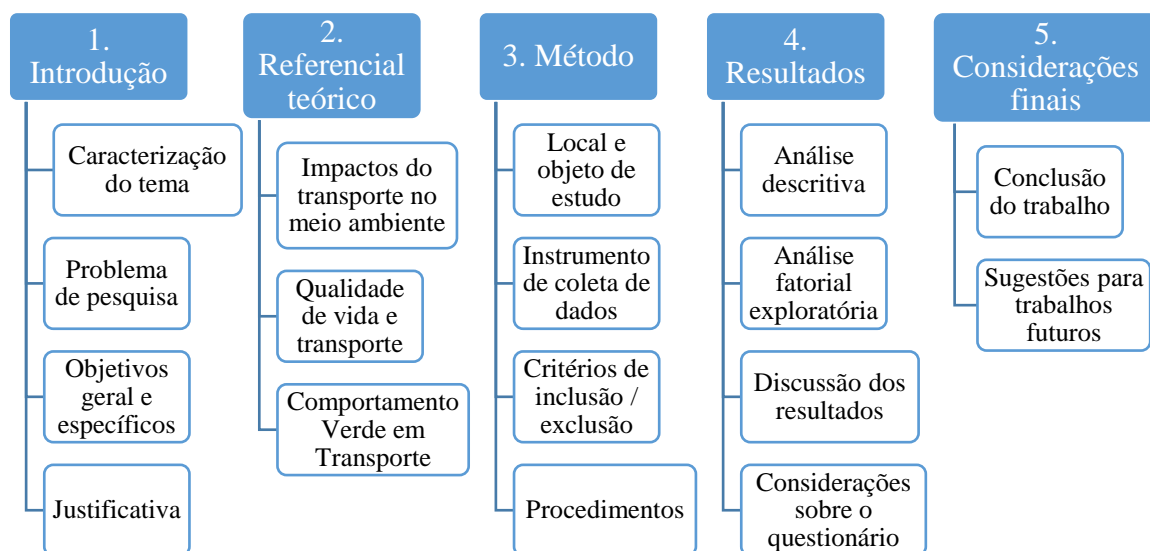 1.
Introdução
Caracterização
do tema
Problema
de pesquisa
Objetivos
geral e
específicos
Justificativa
2.
Referencial
teórico
Impactos do
transporte no
meio ambiente
Qualidade
de vida e
transporte
Comportamento
Verde em
Transporte
3. Método
Local e
objeto de
estudo
Instrumento
de coleta de
dados
Critérios de
inclusão /
exclusão
Procedimentos
4.
Resultados
Análise
descritiva
Análise
fatorial
exploratória
Discussão dos
resultados
Considerações
sobre o
questionário
5.
Considerações
finais
Conclusão
do trabalho
Sugestões para
trabalhos
futuros